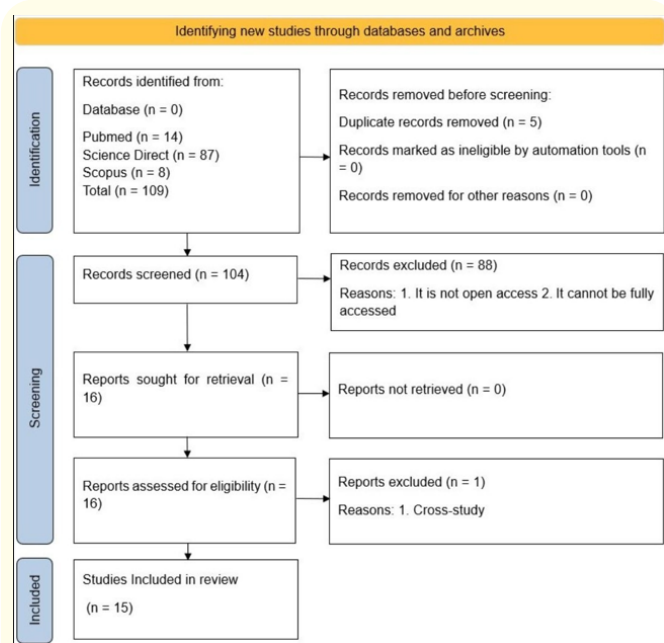 Identifying new studies through databases and archives
Identification
Records identified from:
Database (n = 0)
Pubmed (n = 14)
Science Direct (n = 87)
Scopus (n = 8)
Total (n = 109)
Records removed before screening:
Duplicate records removed (n = 5)
Records marked as ineligible by automation tools (n
= 0)
Records removed for other reasons (n = 0)
Screening
Records screened (n = 104)
Records excluded (n = 88)
Reasons: 1. It is not open access 2. It cannot be fully
accessed
Reports sought for retrieval (n =
16)
Reports not retrieved (n = 0)
Reports assessed for eligibility (n =
16)
Reports excluded (n = 1)
Reasons: 1. Cross-study
Included
Studies Included in review
(n = 15)